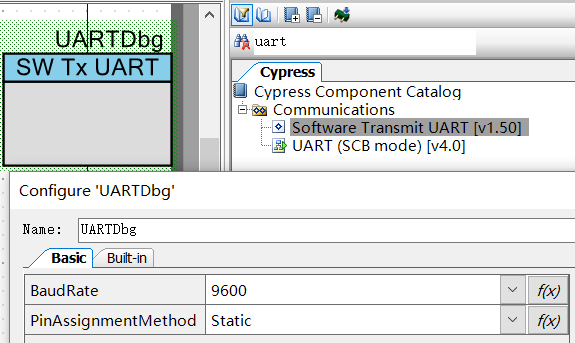 UARTDbg
SW Tx UART
uart
Cypress
Cypress Component Catalog
Communications
Software Transmit UART [v1.50]
UART (SCB mode) [v4.0]
Configure 'UARTDbg'
Name: UARTDbg
Basic Built-in
BaudRate 9600 f(x)
PinAssignmentMethod Static f(x)